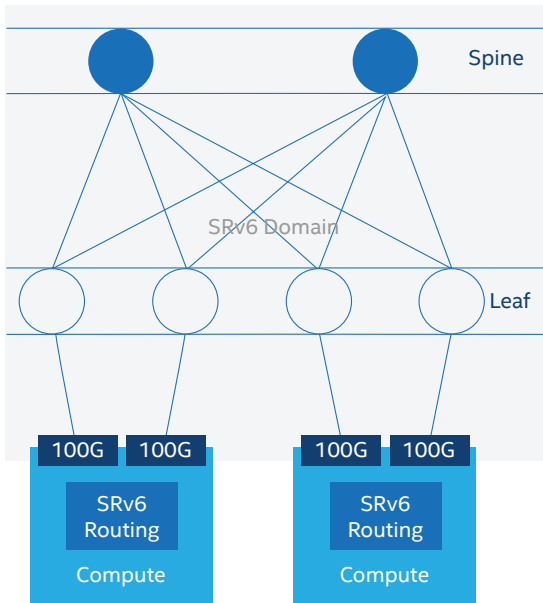 Spine
SRv6 Domain
Leaf
100G 100G 100G 100G
SRv6
Routing
SRv6
Routing
Compute
Compute